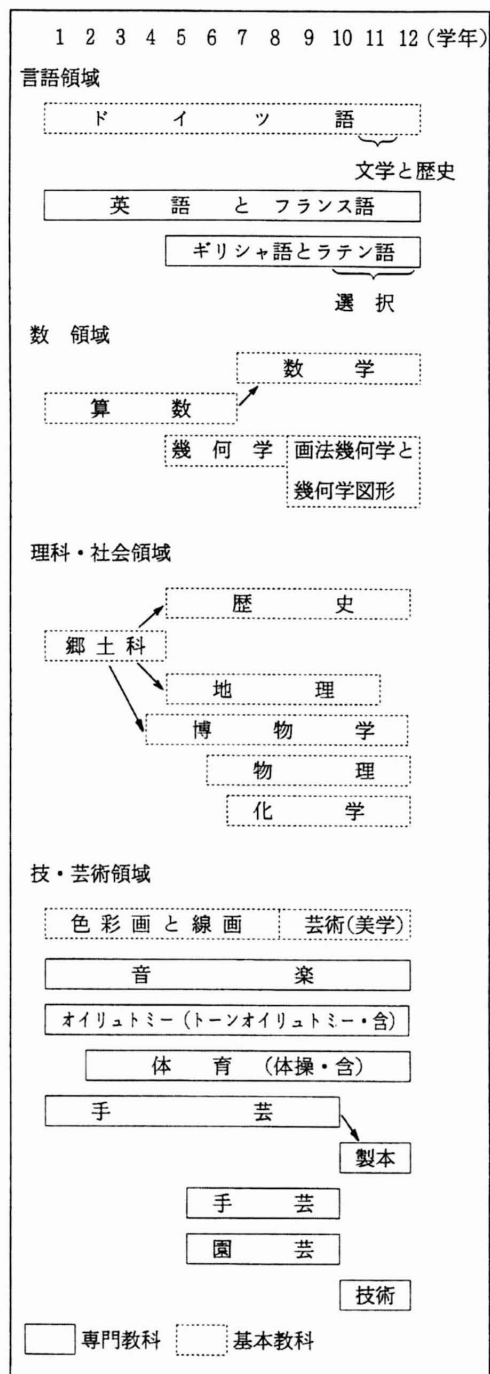 1 2 3 4 5 6 7 8 9 10 11 12 (学年)
言語領域
ドイツ語
文学と歴史
英語とフランス語
ギリシャ語とラテン語
選択
数 領域
数学
算数
幾何学 画法幾何学と
幾何学図形
理科・社会領域
歴史
郷土科
地理
博物学
物理
化学
技・芸術領域
色彩画と線画 芸術(美学)
音楽
オイリュトミー(トーンオイリュトミー・含)
体育(体操・含)
手芸
製本
手芸
園芸
技術
専門教科 基本教科